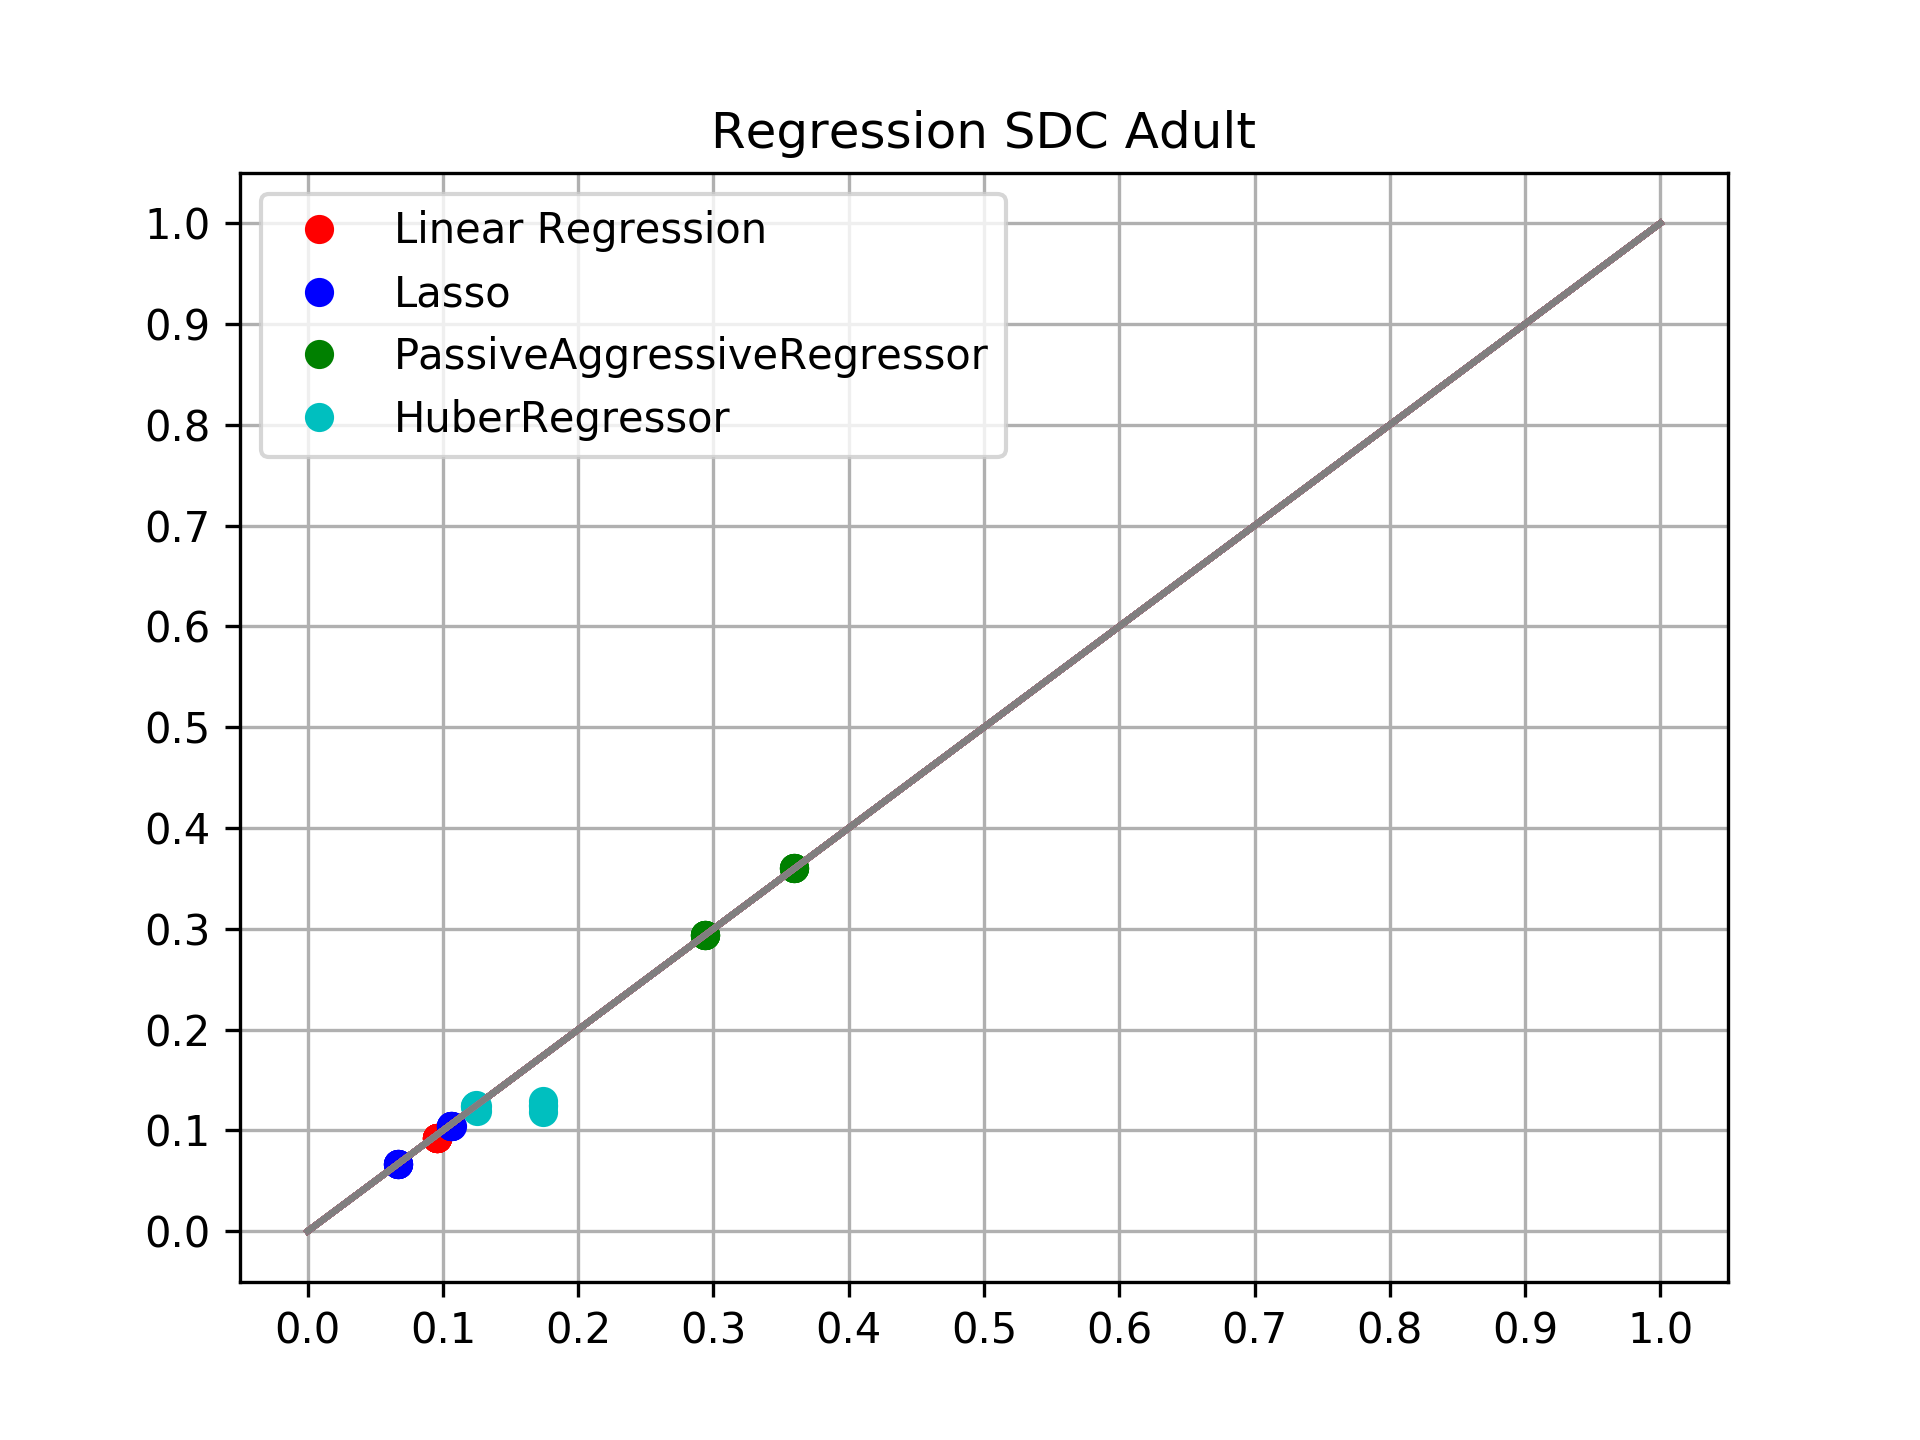 Regression SDC Adult
Linear Regression
Lasso
PassiveAggressiveRegressor
HuberRegressor
1.0
0.9
0.8
0.7
0.6
0.5
0.4
0.3
0.2
0.1
0.0
0.0 0.1 0.2 0.3 0.4 0.5 0.6 0.7 0.8 0.9 1.0